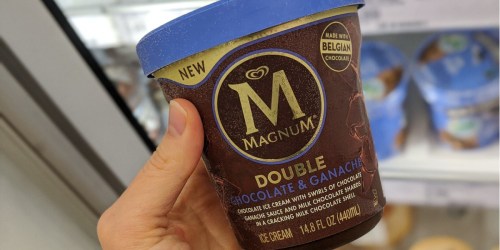 NEW
MADE WITH
BELGIAN
CHOCOLATE
M
MAGNUM
DOUBLE
CHOCOLATE & GANACHE
CHOCOLATE ICE CREAM WITH SWIRLS OF CHOCOLATE
GANACHE SAUCE AND MILK CHOCOLATE SHARDS
IN A CRACKING MILK CHOCOLATE SHELL
ICE CREAM 14.8 FL OZ (440mL)